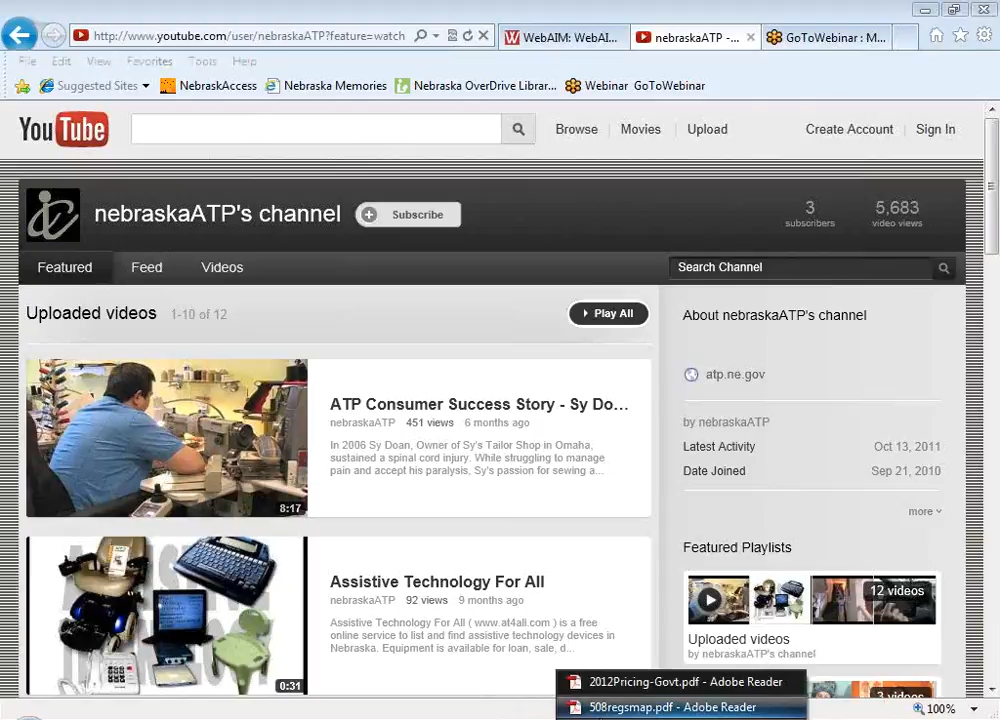 http://www.youtube.com/user/nebraskaATP?feature=watch
WebAIM: WebAI...
nebraskaATP -...
GoToWebinar : M...
File Edit View Favorites Tools Help
Suggested Sites
NebraskAccess
Nebraska Memories
Nebraska OverDrive Librar...
Webinar GoToWebinar
YouTube
Browse
Movies
Upload
Create Account
Sign In
nebraskaATP's channel
Subscribe
3
subscribers
5,683
video views
Featured
Feed
Videos
Search Channel
Uploaded videos 1-10 of 12
Play All
8:17
ATP Consumer Success Story - Sy Do...
nebraskaATP 451 views 6 months ago
In 2006 Sy Doan, Owner of Sy's Tailor Shop in Omaha,
sustained a spinal cord injury. While struggling to manage
pain and accept his paralysis, Sy's passion for sewing a...
0:31
Assistive Technology For All
nebraskaATP 92 views 9 months ago
Assistive Technology For All ( www.at4all.com ) is a free
online service to list and find assistive technology devices in
Nebraska. Equipment is available for loan, sale, d...
About nebraskaATP's channel
atp.ne.gov
by nebraskaATP
Latest Activity Oct 13, 2011
Date Joined Sep 21, 2010
more
Featured Playlists
12 videos
Uploaded videos
by nebraskaATP's channel
3 videos
2012Pricing-Govt.pdf - Adobe Reader
508regsmap.pdf - Adobe Reader
100%